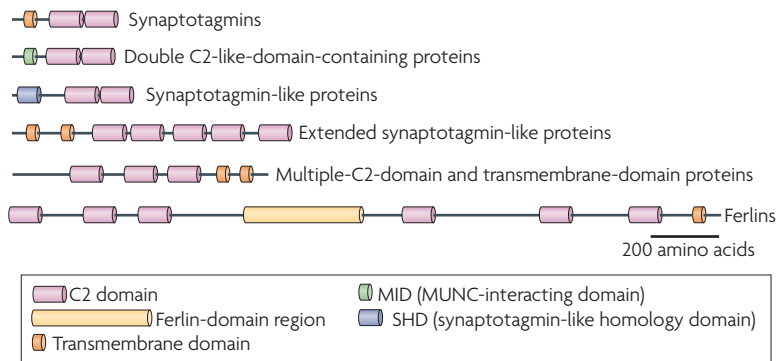 Synaptotagmins
Double C2-like-domain-containing proteins
Synaptotagmin-like proteins
Extended synaptotagmin-like proteins
Multiple-C2-domain and transmembrane-domain proteins
Ferlins
200 amino acids
C2 domain
Ferlin-domain region
Transmembrane domain
MID (MUNC-interacting domain)
SHD (synaptotagmin-like homology domain)